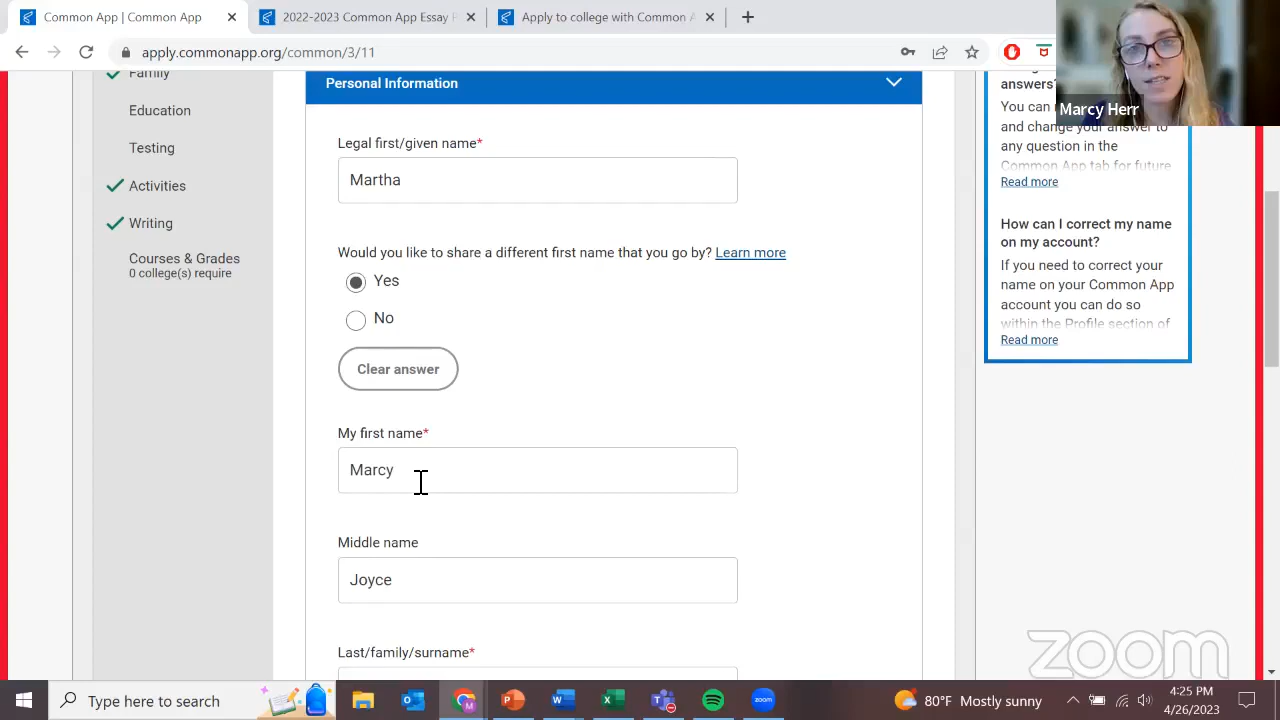 Common App | Common App
2022-2023 Common App Essay
Apply to college with Common A
apply.commonapp.org/common/3/11
Marcy Herr
Family
Education
Testing
Activities
Writing
Courses & Grades
0 college(s) require
Personal Information
Legal first/given name*
Martha
Would you like to share a different first name that you go by? Learn more
Yes
No
Clear answer
My first name*
Marcy
Middle name
Joyce
Last/family/surname*
answers?
and change your answer to
any question in the
Common App tab for future
Read more
How can I correct my name
on my account?
If you need to correct your
name on your Common App
account you can do so
within the Profile section of
Read more
zoom
Type here to search
zoom
80°F Mostly sunny
4:25 PM
4/26/2023